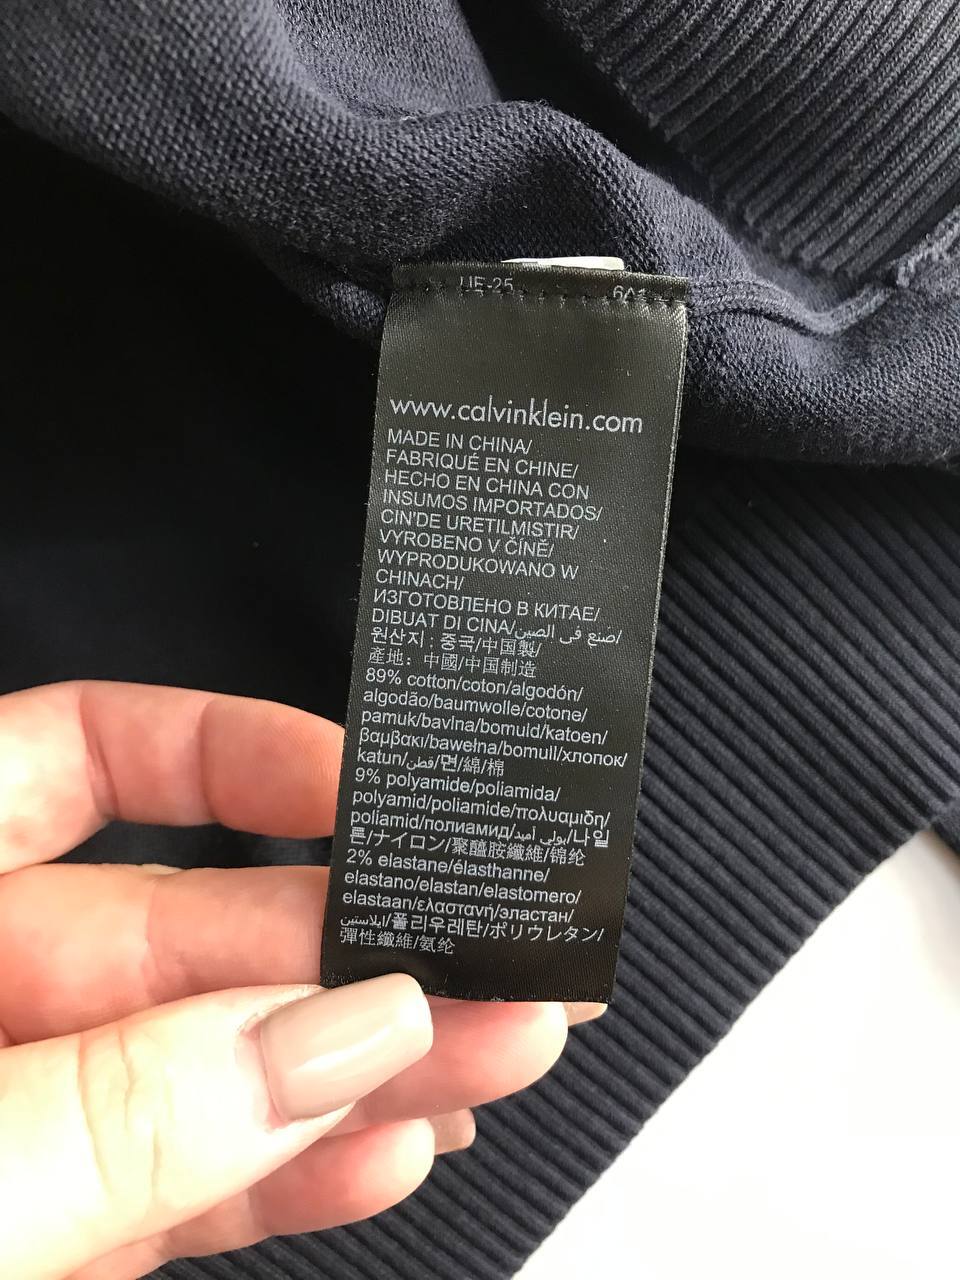 www.calvinklein.com
MADE IN CHINA/
FABRIQUÉ EN CHINE/
HECHO EN CHINA CON
INSUMOS IMPORTADOS/
CIN'DE URETILMISTIR/
VYROBENO V ČÍNĚ/
WYPRODUKOWANO W
CHINACH/
ИЗГОТОВЛЕНО В КИТАЕ/
DIBUAT DI CINA/صنع في الصين/
원산지 : 중국/中国製/
產地：中國/中国制造
89% cotton/coton/algodón/
algodão/baumwolle/cotone/
pamuk/bavlna/bomuld/katoen/
βαμβακι/bawełna/bomull/хлопок/
katun/قطن/면/綿/棉
9% polyamide/poliamida/
polyamid/poliamide/πολυαμιδη/
poliamid/полиамид/بولي أميد/나일
론/ナイロン/聚醯胺纖維/锦纶
2% elastane/élasthanne/
elastano/elastan/elastomero/
elastaan/ελαστανή/эластан/
ايلاستين/폴리우레탄/ポリウレタン/
彈性纖維/氨纶